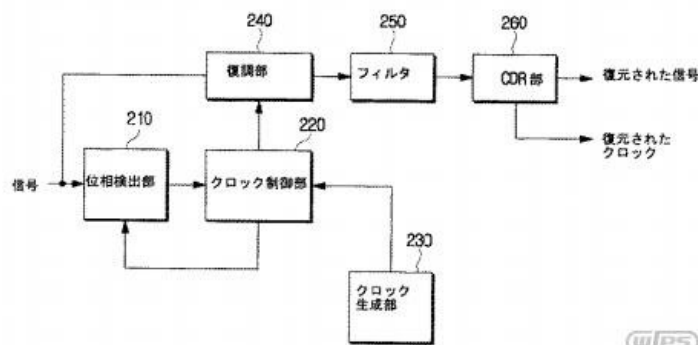 240
250
260
復調部
フィルタ
CDR部
復元された信号
210
220
復元された
クロック
信号
位相検出部
クロック制御部
230
クロック
生成部
WIPS